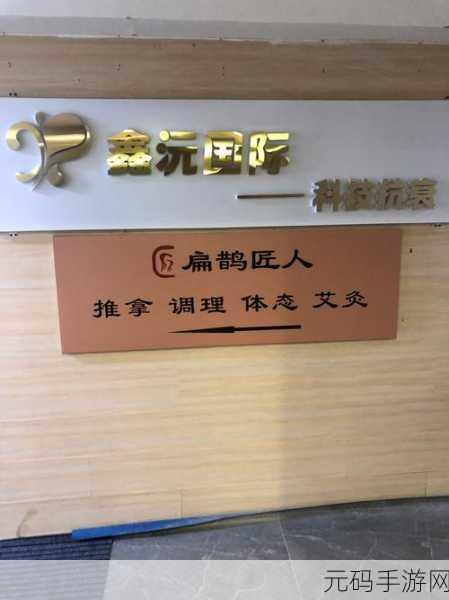 鑫沅国际
科技抗衰
扁鹊匠人
推拿 调理 体态 艾灸
元码手游网